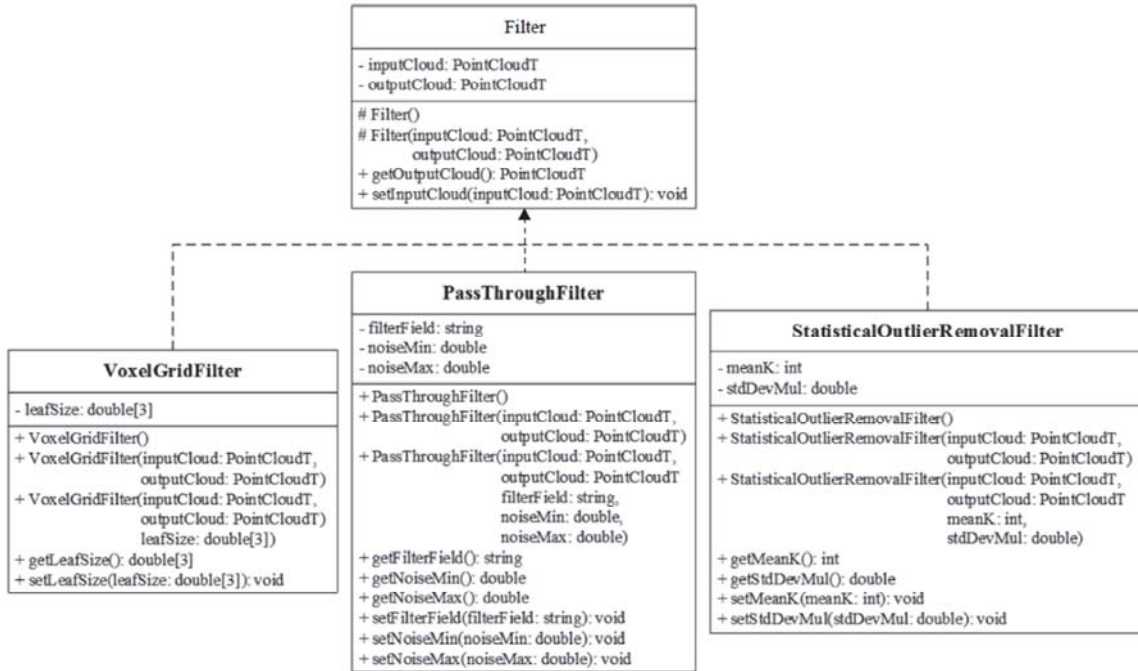 Filter
- inputCloud: PointCloudT
- outputCloud: PointCloudT
# Filter()
# Filter(inputCloud: PointCloudT,
outputCloud: PointCloudT)
+ getOutputCloud(): PointCloudT
+ setInputCloud(inputCloud: PointCloudT): void
VoxelGridFilter
- leafSize: double[3]
+ VoxelGridFilter()
+ VoxelGridFilter(inputCloud: PointCloudT,
outputCloud: PointCloudT)
+ VoxelGridFilter(inputCloud: PointCloudT,
outputCloud: PointCloudT)
leafSize: double[3])
+ getLeafSize(): double[3]
+ setLeafSize(leafSize: double[3]): void
PassThroughFilter
- filterField: string
- noiseMin: double
- noiseMax: double
+ PassThroughFilter()
+ PassThroughFilter(inputCloud: PointCloudT,
outputCloud: PointCloudT)
+ PassThroughFilter(inputCloud: PointCloudT,
outputCloud: PointCloudT
filterField: string,
noiseMin: double,
noiseMax: double)
+ getFilterField(): string
+ getNoiseMin(): double
+ getNoiseMax(): double
+ setFilterField(filterField: string): void
+ setNoiseMin(noiseMin: double): void
+ setNoiseMax(noiseMax: double): void
StatisticalOutlierRemovalFilter
- meanK: int
- stdDevMul: double
+ StatisticalOutlierRemovalFilter()
+ StatisticalOutlierRemovalFilter(inputCloud: PointCloudT,
outputCloud: PointCloudT)
+ StatisticalOutlierRemovalFilter(inputCloud: PointCloudT,
outputCloud: PointCloudT
meanK: int,
stdDevMul: double)
+ getMeanK(): int
+ getStdDevMul(): double
+ setMeanK(meanK: int): void
+ setStdDevMul(stdDevMul: double): void